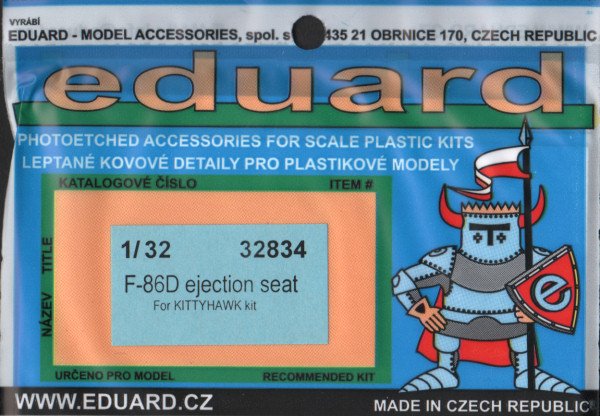 VYRÁBÍ
EDUARD - MODEL ACCESSORIES, spol. s 435 21 OBRNICE 170, CZECH REPUBLIC
eduard
PHOTOETCHED ACCESSORIES FOR SCALE PLASTIC KITS
LEPTANÉ KOVOVÉ DETAILY PRO PLASTIKOVÉ MODELY
KATALOGOVÉ ČÍSLO ITEM #
NÁZEV TITLE
1/32 32834
F-86D ejection seat
For KITTYHAWK kit
e
URČENO PRO MODEL RECOMMENDED KIT
WWW.EDUARD.CZ MADE IN CZECH REPUBLIC